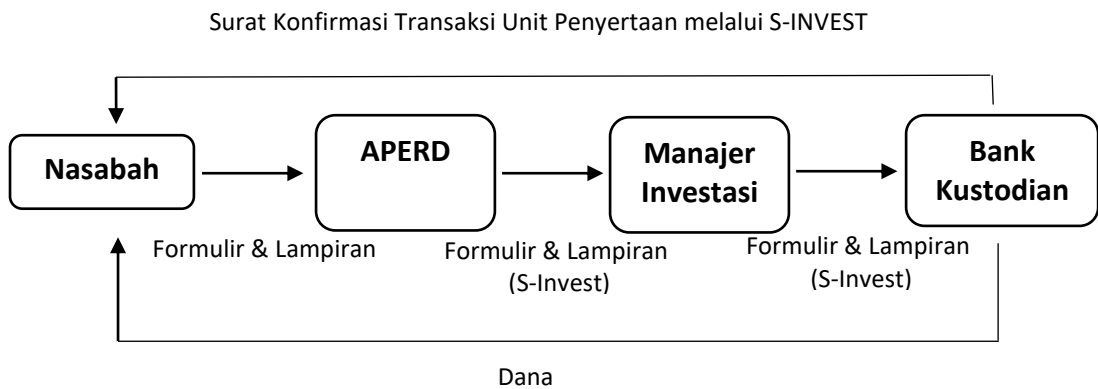 Surat Konfirmasi Transaksi Unit Penyertaan melalui S-INVEST
Nasabah
APERD
Manajer
Investasi
Bank
Kustodian
Formulir & Lampiran
Formulir & Lampiran
(S-Invest)
Formulir & Lampiran
(S-Invest)
Dana